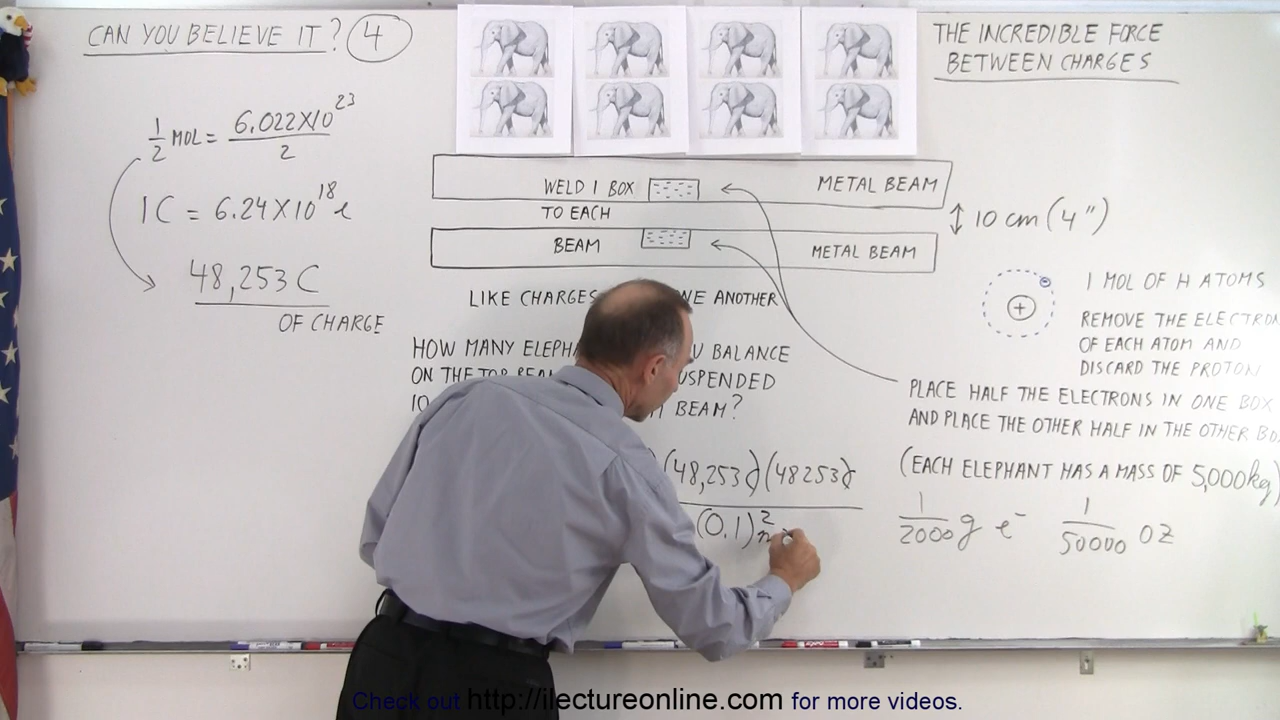 CAN YOU BELIEVE IT? 4
THE INCREDIBLE FORCE
BETWEEN CHARGES
1/2 MOL = 6.022X10^23 / 2
1C = 6.24X10^18 e
48,253 C
OF CHARGE
WELD 1 BOX
METAL BEAM
TO EACH
BEAM
METAL BEAM
10 cm (4")
LIKE CHARGES NE ANOTHER
HOW MANY ELEPHA U BALANCE
ON THE TOP BEAM USPENDED
10 BEAM?
(48,253 C)(48253 C
(0.1)^2 m
+
1 MOL OF H ATOMS
REMOVE THE ELECTRON
OF EACH ATOM AND
DISCARD THE PROTON
PLACE HALF THE ELECTRONS IN ONE BOX
AND PLACE THE OTHER HALF IN THE OTHER BO
(EACH ELEPHANT HAS A MASS OF 5,000kg)
1/2000 g e- 1/50000 OZ
Check out http://ilectureonline.com for more videos.